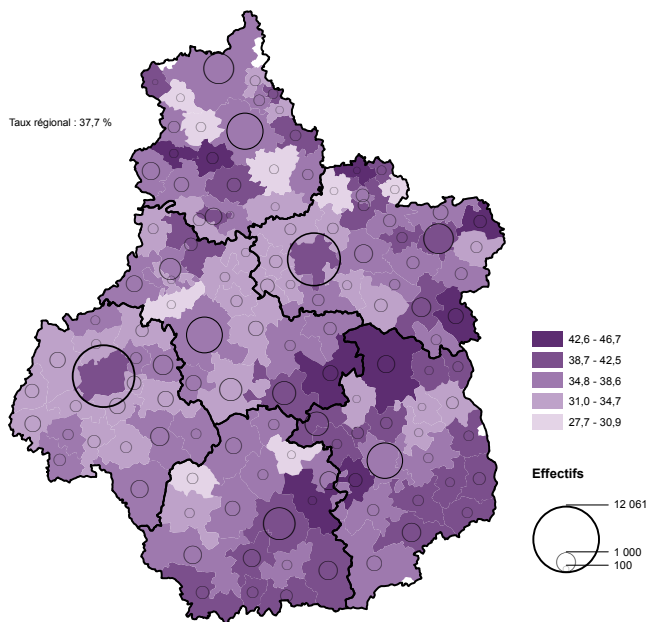 Taux régional : 37,7 %
42,6 - 46,7
38,7 - 42,5
34,8 - 38,6
31,0 - 34,7
27,7 - 30,9
Effectifs
12 061
1 000
100